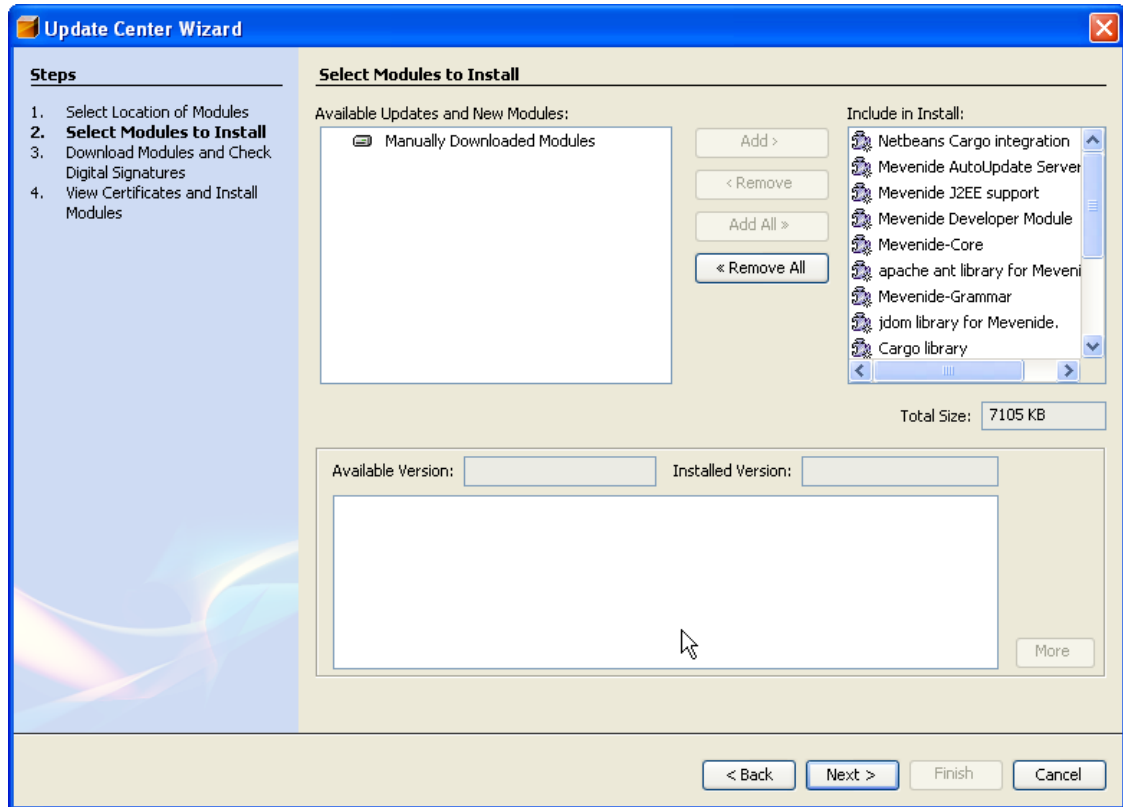 Update Center Wizard
Steps
1. Select Location of Modules
2. Select Modules to Install
3. Download Modules and Check
Digital Signatures
4. View Certificates and Install
Modules
Select Modules to Install
Available Updates and New Modules:
Manually Downloaded Modules
Add >
< Remove
Add All »
« Remove All
Include in Install:
Netbeans Cargo integration
Mevenide AutoUpdate Server
Mevenide J2EE support
Mevenide Developer Module
Mevenide-Core
apache ant library for Meveni
Mevenide-Grammar
jdom library for Mevenide.
Cargo library
Total Size: 7105 KB
Available Version:
Installed Version:
More
< Back
Next >
Finish
Cancel